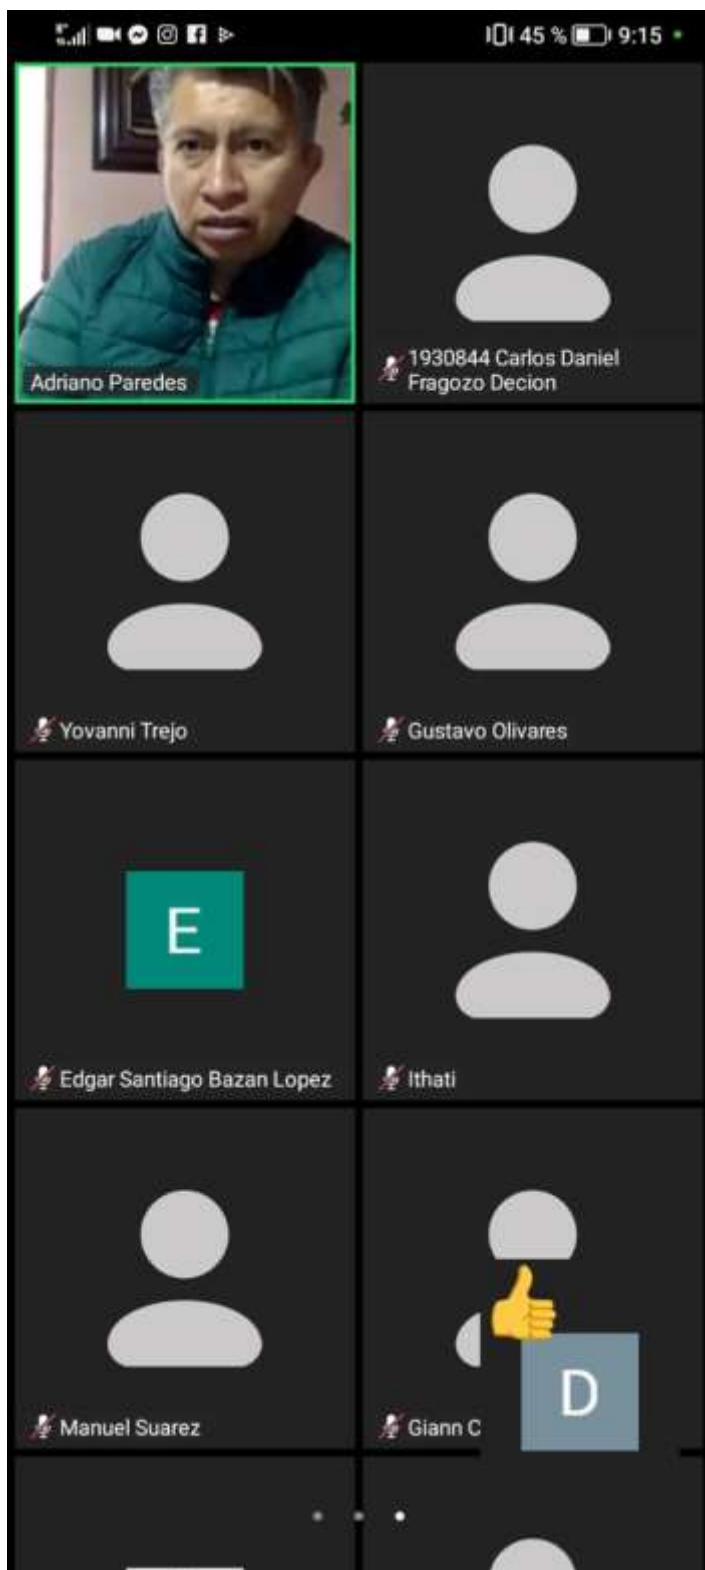 45 % 9:15
Adriano Paredes
1930844 Carlos Daniel
Fragozo Decion
Yovanni Trejo
Gustavo Olivares
E
Edgar Santiago Bazan Lopez
Ithati
Manuel Suarez
Giann C
D